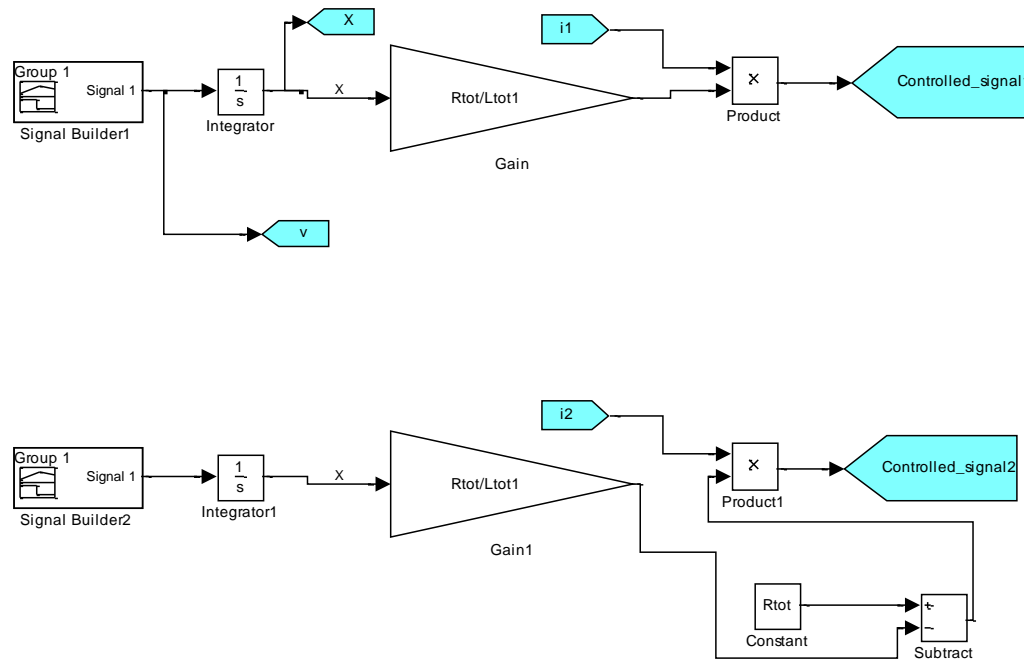 X
i1
Group 1
Signal 1
1
s
X
Rtot/Ltot1
x
Controlled_signal
Signal Builder1
Integrator
Product
Gain
v
i2
Group 1
Signal 1
1
s
X
Rtot/Ltot1
x
Controlled_signal2
Signal Builder2
Integrator1
Product1
Gain1
Rtot
+
−
Constant
Subtract